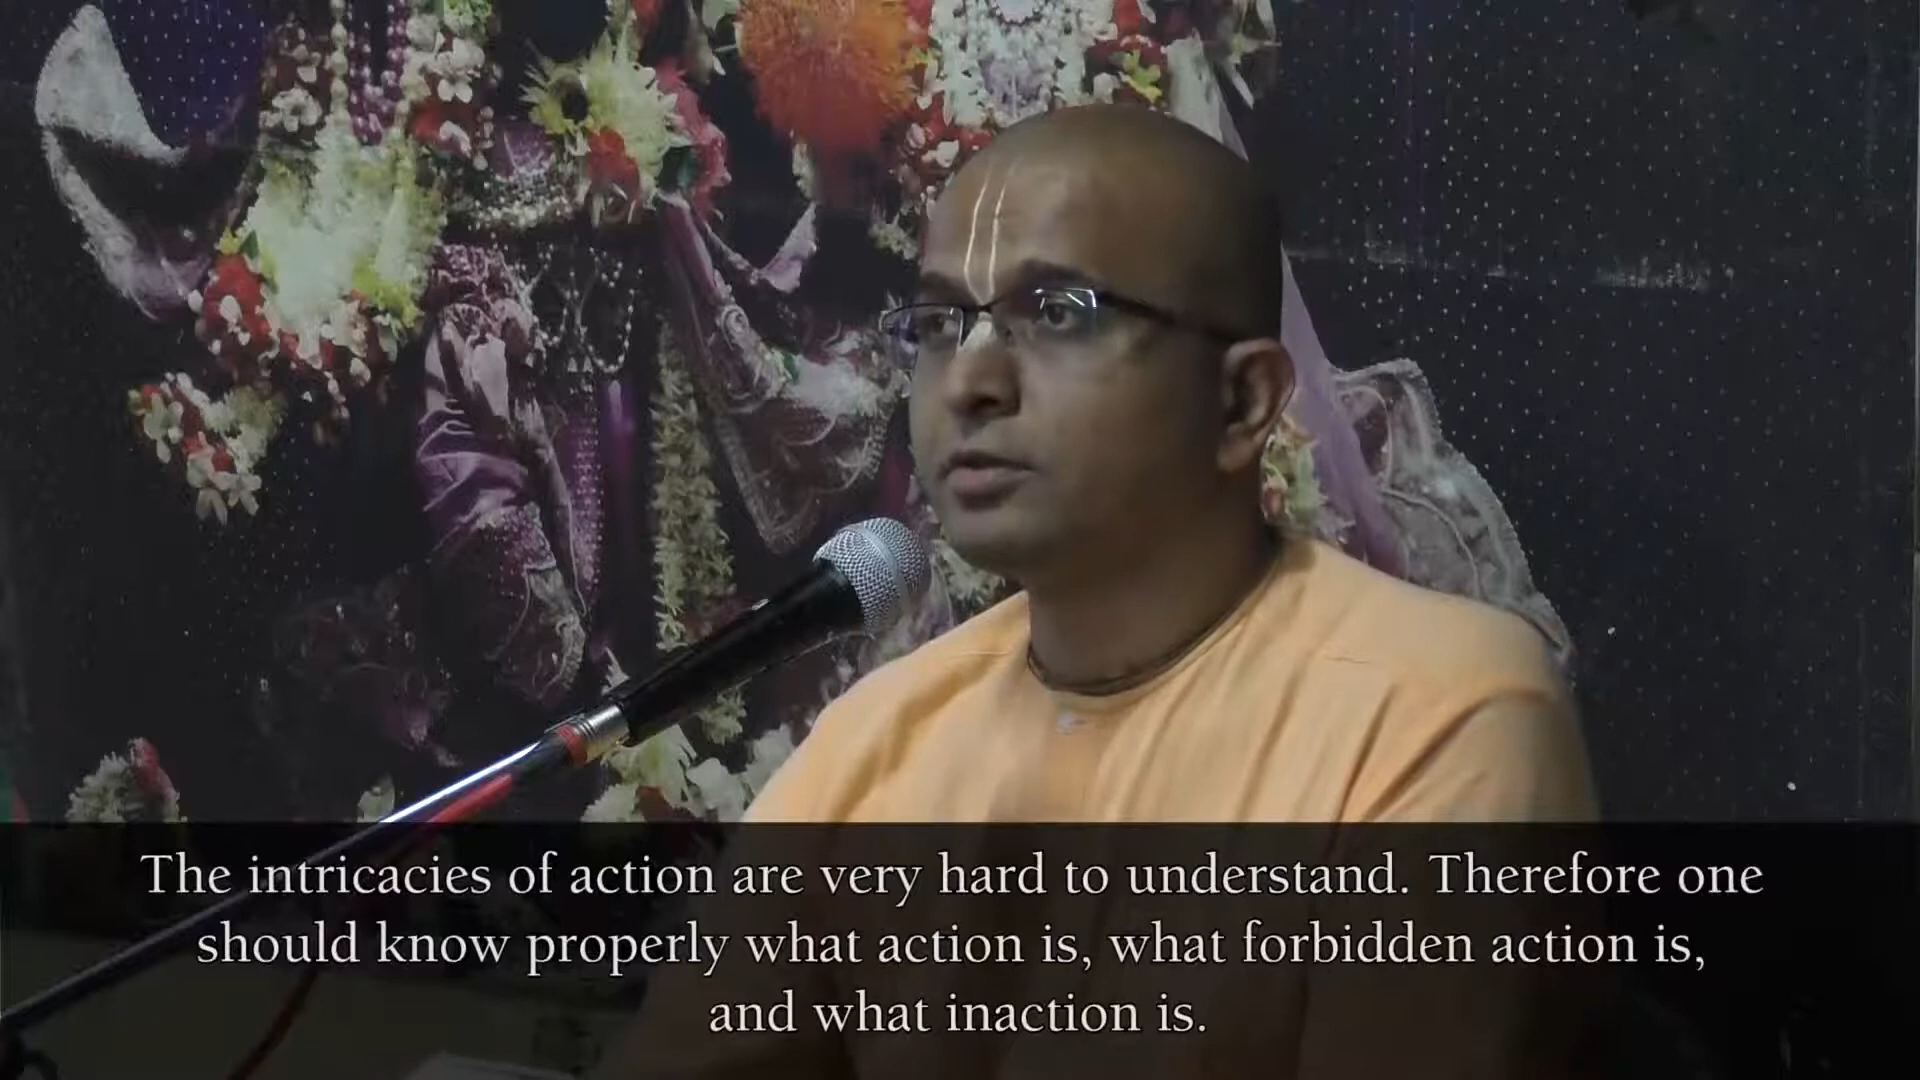 The intricacies of action are very hard to understand. Therefore one
should know properly what action is, what forbidden action is,
and what inaction is.